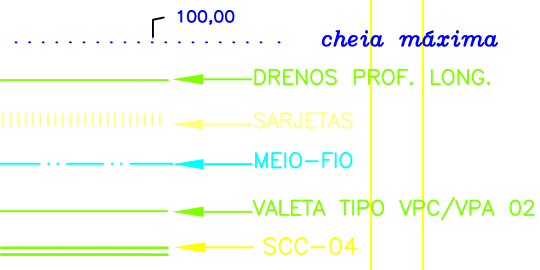 100,00
cheia máxima
DRENOS PROF. LONG.
SARJETAS
MEIO-FIO
VALETA TIPO VPC/VPA 02
SCC-04